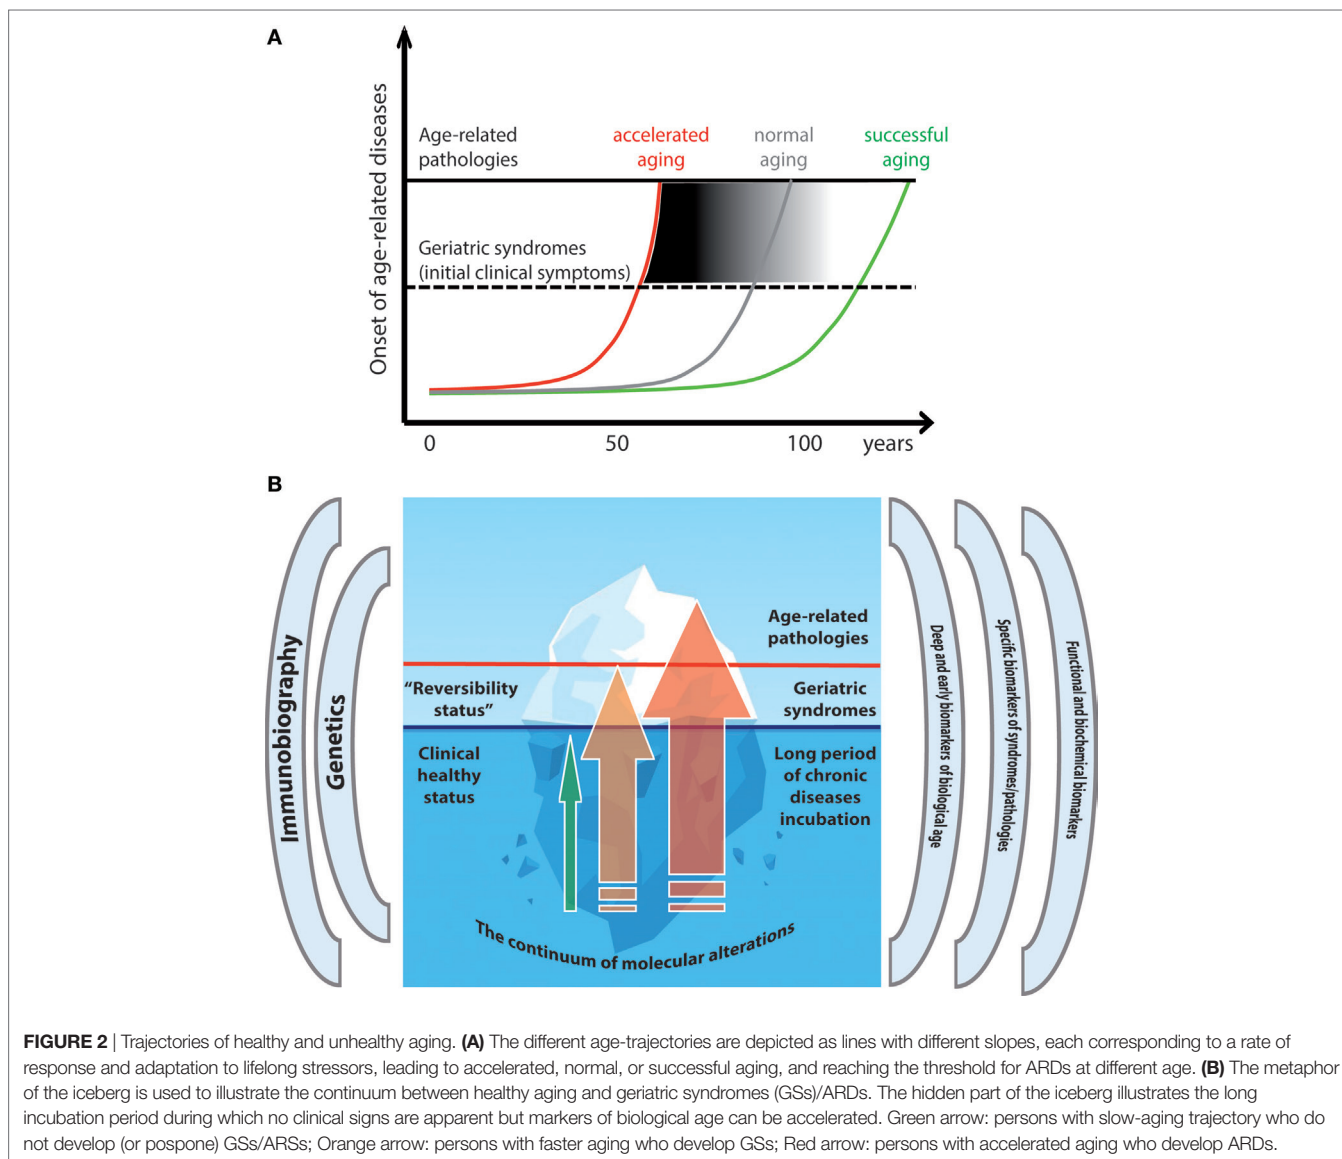 A
Onset of age-related diseases
Age-related
pathologies
accelerated
aging
normal
aging
successful
aging
Geriatric syndromes
(initial clinical symptoms)
0
50
100
years
B
Immunobiography
Genetics
Age-related
pathologies
“Reversibility
status”
Geriatric
syndromes
Clinical
healthy
status
Long period
of chronic
diseases
incubation
The continuum of molecular alterations
Deep and early biomarkers of biological age
Specific biomarkers of syndromes/pathologies
Functional and biochemical biomarkers
FIGURE 2 | Trajectories of healthy and unhealthy aging. (A) The different age-trajectories are depicted as lines with different slopes, each corresponding to a rate of
response and adaptation to lifelong stressors, leading to accelerated, normal, or successful aging, and reaching the threshold for ARDs at different age. (B) The metaphor
of the iceberg is used to illustrate the continuum between healthy aging and geriatric syndromes (GSs)/ARDs. The hidden part of the iceberg illustrates the long
incubation period during which no clinical signs are apparent but markers of biological age can be accelerated. Green arrow: persons with slow-aging trajectory who do
not develop (or pospone) GSs/ARSs; Orange arrow: persons with faster aging who develop GSs; Red arrow: persons with accelerated aging who develop ARDs.